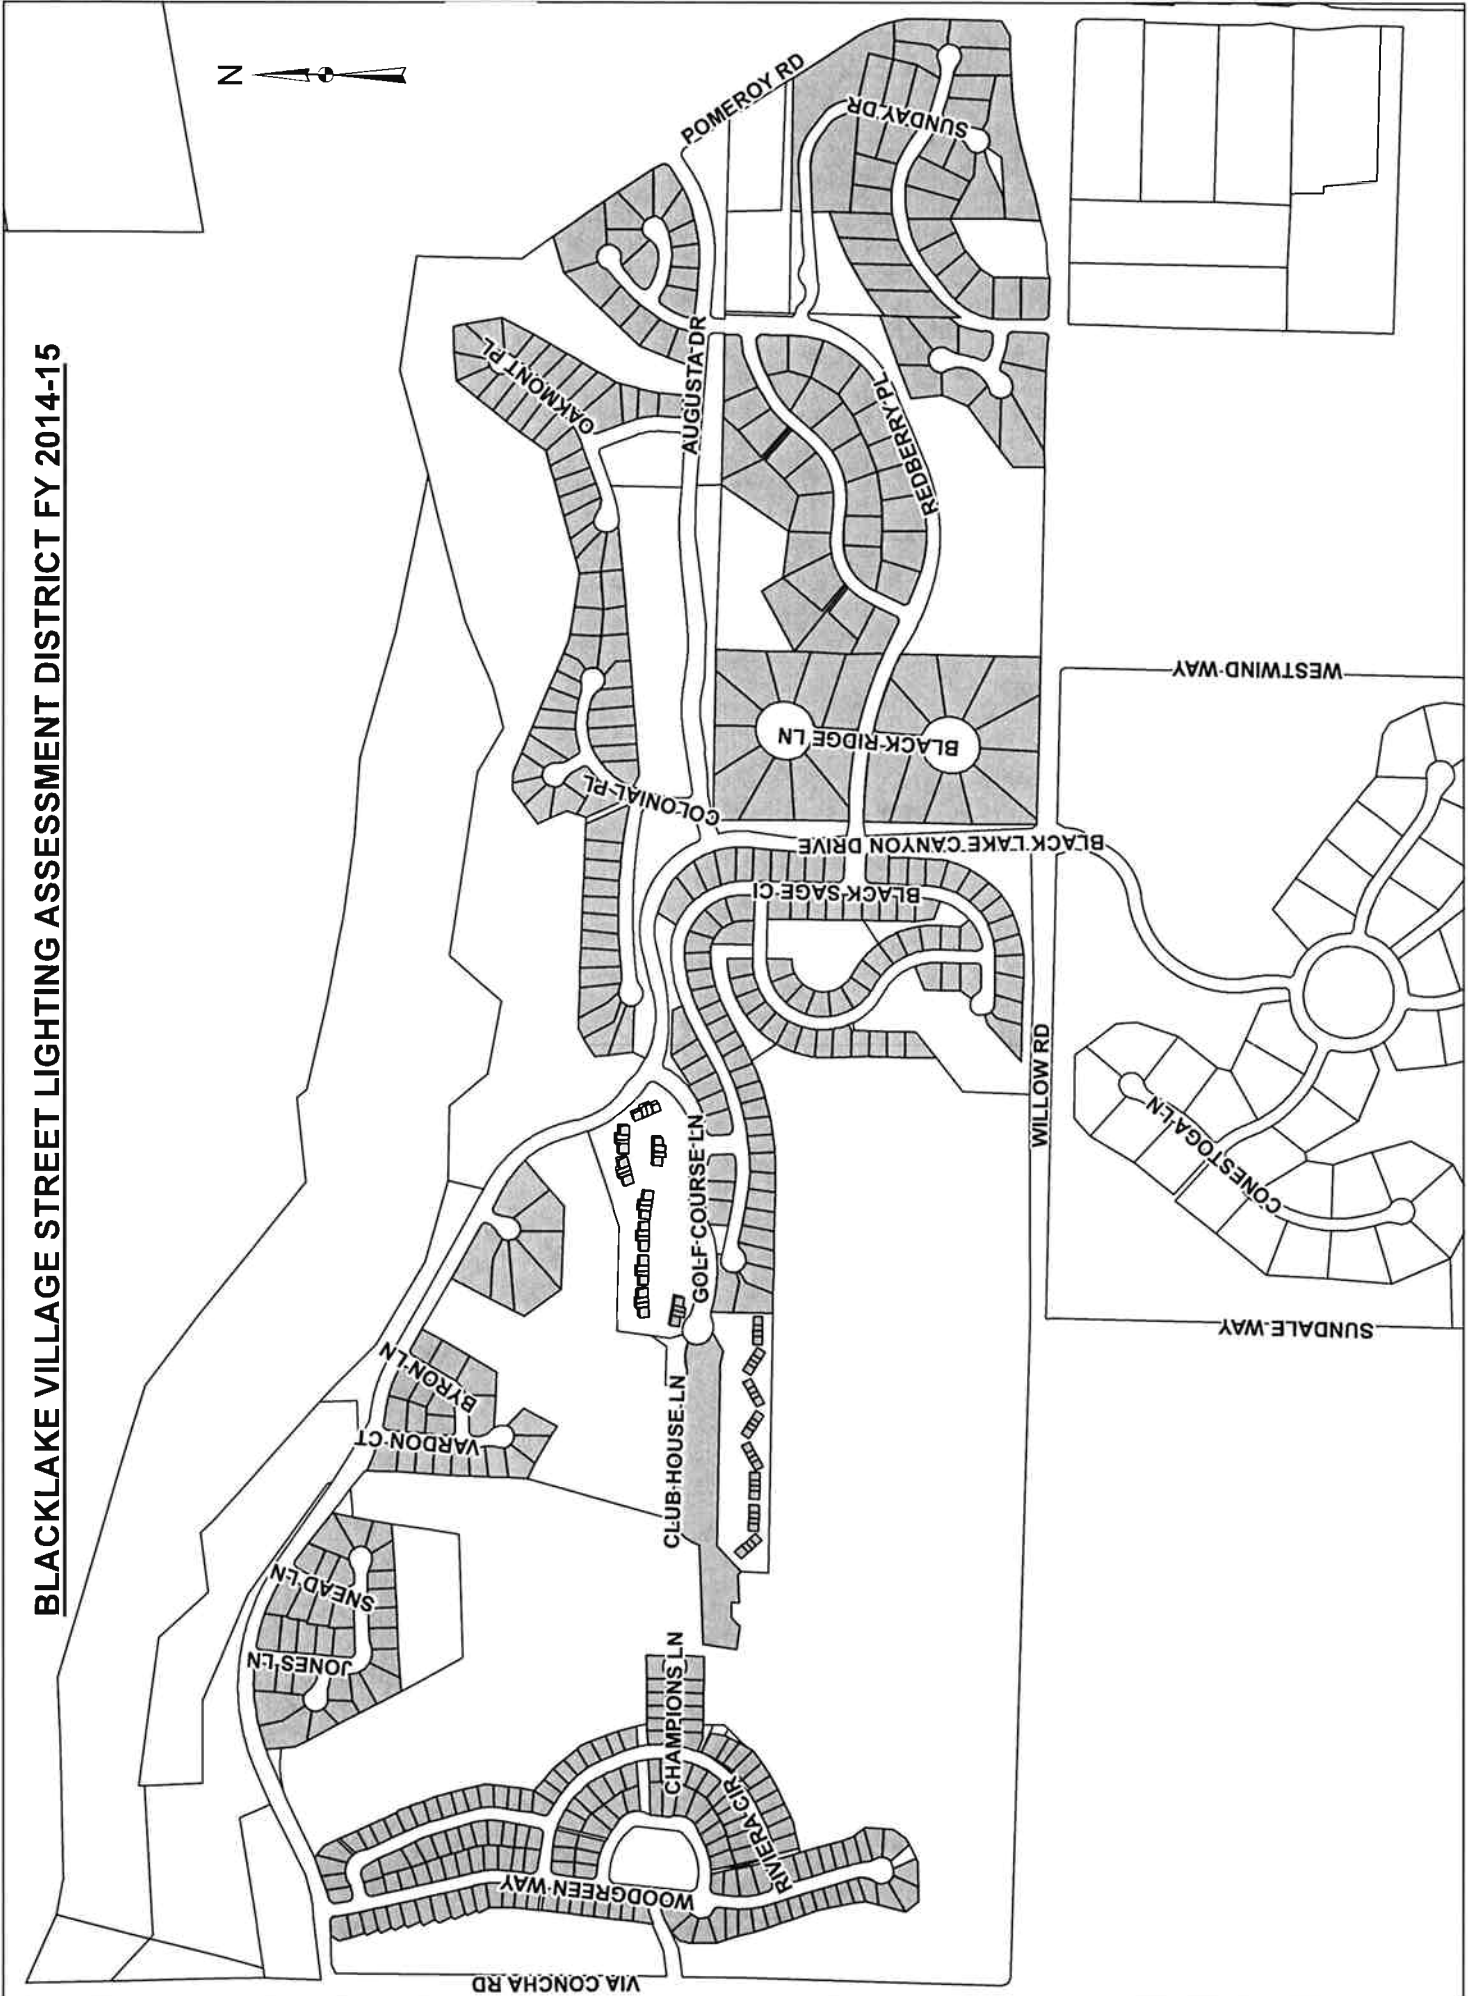 BLACKLAKE VILLAGE STREET LIGHTING ASSESSMENT DISTRICT FY 2014-15
N
POMEROY RD
SUNDAY DR
OAKMONT PL
AUGUSTA DR
REDBERRY PL
COLONIAL PL
BLACK RIDGE LN
WESTWIND WAY
BLACK LAKE CANYON DRIVE
BLACK SAGE CI
WILLOW RD
CONESTOGA LN
SUNDALE WAY
GOLF COURSE LN
CLUB HOUSE LN
BYRON LN
VARDON CT
SNEAD LN
JONES LN
CHAMPIONS LN
RIVIERA CIR
WOODGREEN WAY
VIA CONCHA RD